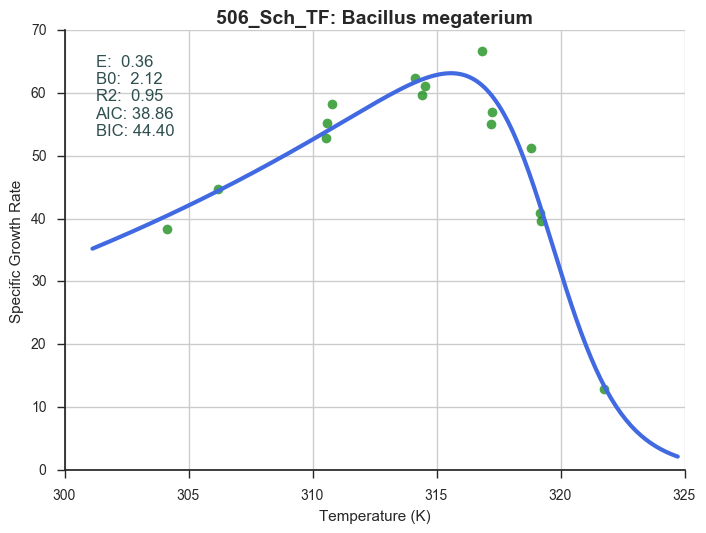 506_Sch_TF: Bacillus megaterium
E:  0.36
B0:  2.12
R2:  0.95
AIC: 38.86
BIC: 44.40
70
60
50
40
30
20
10
0
Specific Growth Rate
300 305 310 315 320 325
Temperature (K)